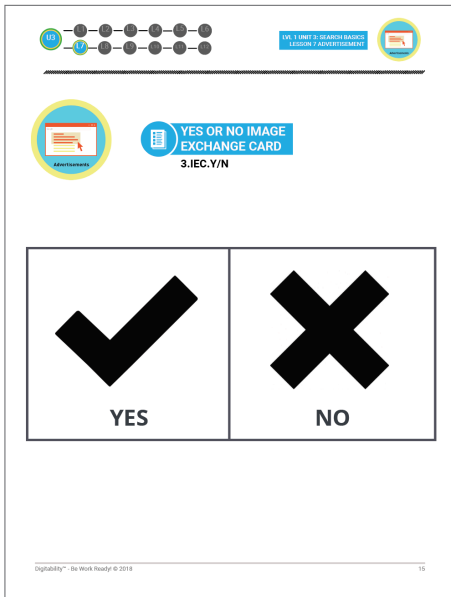 U3
L1 L2 L3 L4 L5 L6
L7 L8 L9 L10 L11 L12
LVL 1 UNIT 3: SEARCH BASICS
LESSON 7 ADVERTISEMENT
Advertisements
Advertisements
YES OR NO IMAGE
EXCHANGE CARD
3.IEC.Y/N
YES
NO
Digitability™ - Be Work Ready! © 2018
15